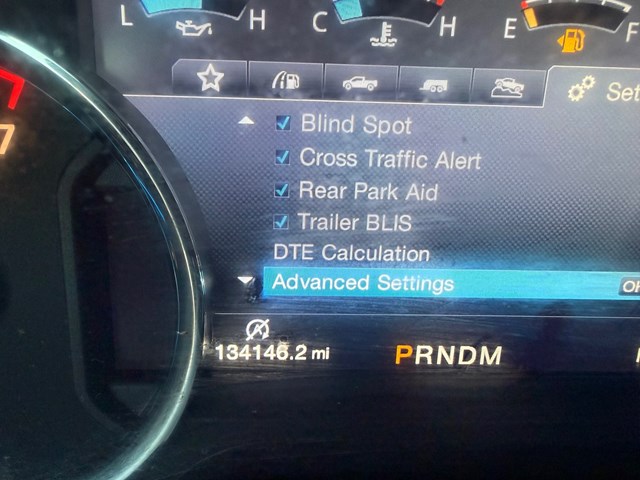 L H C H E F
Set
7
Blind Spot
Cross Traffic Alert
Rear Park Aid
Trailer BLIS
DTE Calculation
Advanced Settings
134146.2 mi
PRNDM